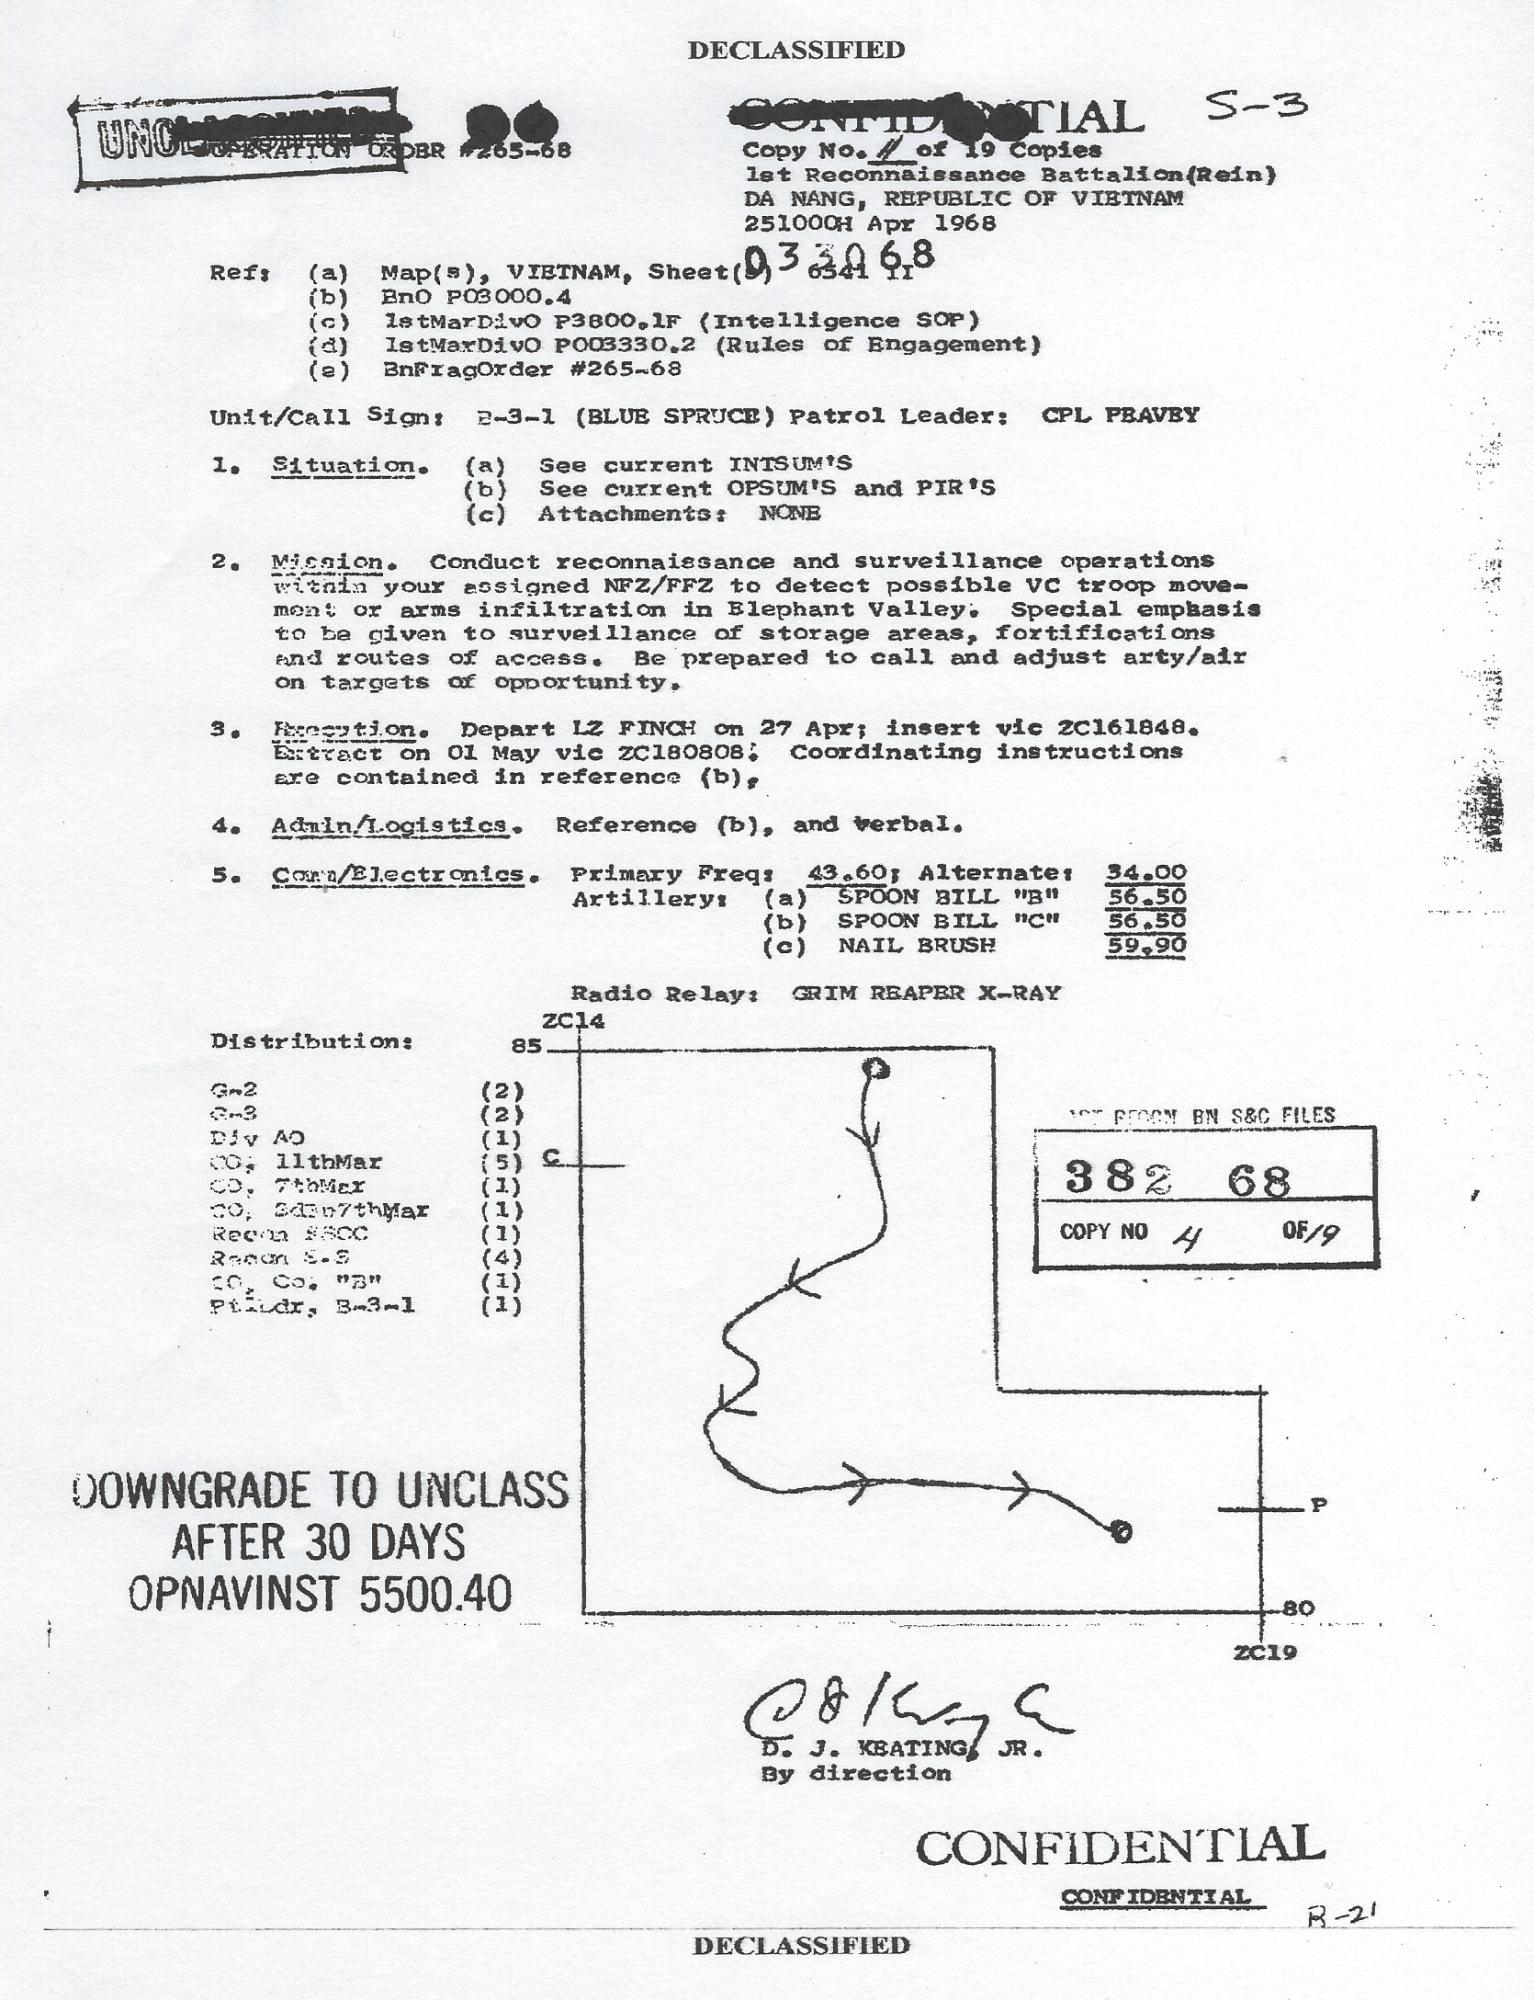 DECLASSIFIED
CONFIDENTIAL S-3
OPERATION ORDER #265-68
Copy No. of 19 Copies
1st Reconnaissance Battalion(Rein)
DA NANG, REPUBLIC OF VIETNAM
251000H Apr 1968
033068
Ref: (a) Map(s), VIETNAM, Sheet(s) 6541 II
(b) BnO P03000.4
(c) 1stMarDivO P3800.1F (Intelligence SOP)
(d) 1stMarDivO P003330.2 (Rules of Engagement)
(e) BnFragOrder #265-68
Unit/Call Sign: B-3-1 (BLUE SPRUCE) Patrol Leader: CPL PEAVEY
1. Situation. (a) See current INTSUM'S
(b) See current OPSUM'S and PIR'S
(c) Attachments: NONE
2. Mission. Conduct reconnaissance and surveillance operations
within your assigned NFZ/FFZ to detect possible VC troop move-
ment or arms infiltration in Elephant Valley. Special emphasis
to be given to surveillance of storage areas, fortifications
and routes of access. Be prepared to call and adjust arty/air
on targets of opportunity.
3. Execution. Depart LZ FINCH on 27 Apr; insert vic ZC161848.
Extract on 01 May vic ZC180808. Coordinating instructions
are contained in reference (b).
4. Admin/Logistics. Reference (b), and verbal.
5. Comm/Electronics. Primary Freq: 43.60; Alternate: 34.00
Artillery: (a) SPOON BILL "B" 56.50
(b) SPOON BILL "C" 56.50
(c) NAIL BRUSH 59.90
Radio Relay: GRIM REAPER X-RAY
Distribution:
G-2 (2)
G-3 (2)
Div AO (1)
CO, 11thMar (5)
CO, 7thMar (1)
CO, 3dBn7thMar (1)
Recon (1)
Recon S-3 (4)
CO, Co. "B" (1)
PtlLdr, B-3-1 (1)
ZC14
85
C
P
80
ZC19
1ST RECON BN S&C FILES
382 68
COPY NO 4 OF 19
DOWNGRADE TO UNCLASS
AFTER 30 DAYS
OPNAVINST 5500.40
D. J. KEATING, JR.
By direction
CONFIDENTIAL
CONFIDENTIAL
B-21
DECLASSIFIED